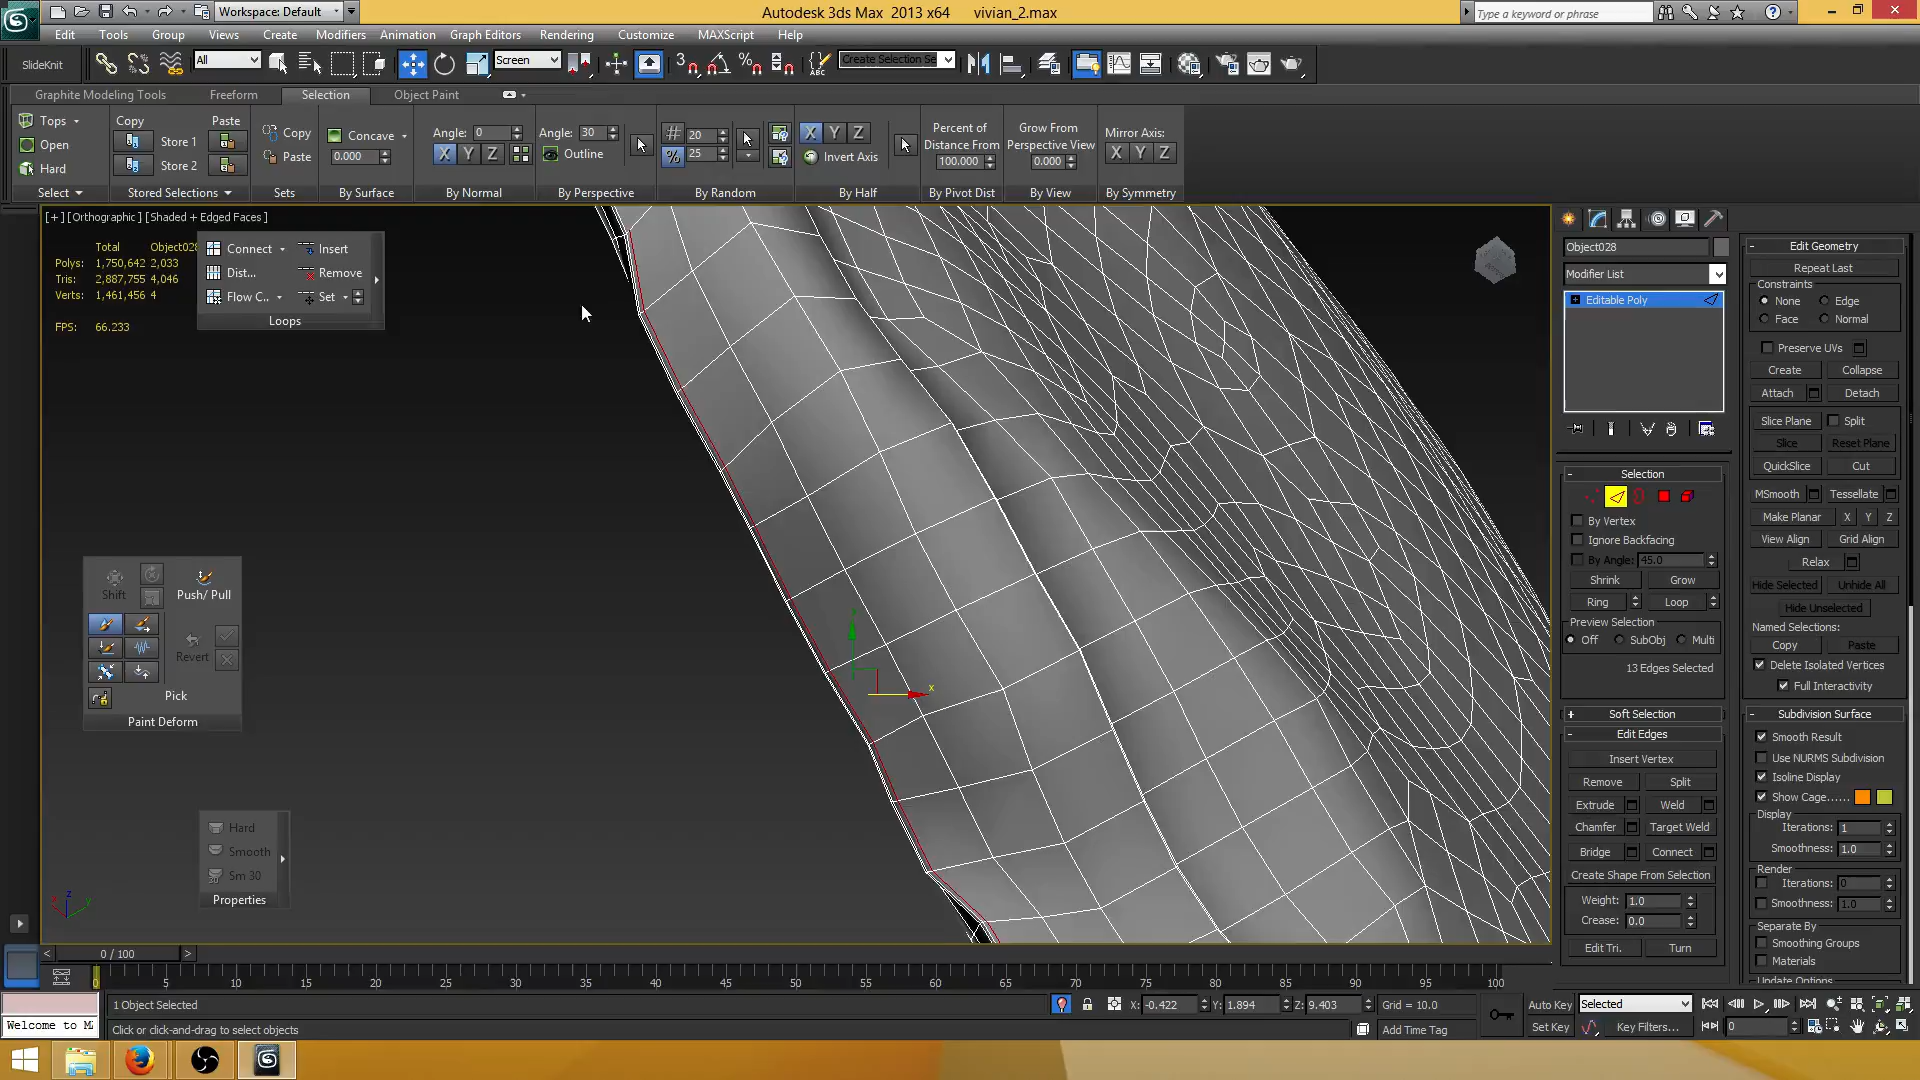 Workspace: Default
Autodesk 3ds Max 2013 x64 vivian_2.max
Type a keyword or phrase
Edit Tools Group Views Create Modifiers Animation Graph Editors Rendering Customize MAXScript Help
SlideKnit All Screen Create Selection Se
Graphite Modeling Tools Freeform Selection Object Paint
Tops Copy Paste Copy Concave Angle: 0 Angle: 30 # 20 X Y Z Percent of Grow From Mirror Axis:
Open Store 1 Distance From Perspective View
Hard Store 2 Paste 0.000 X Y Z Outline % 25 Invert Axis 100.000 0.000 X Y Z
Select Stored Selections Sets By Surface By Normal By Perspective By Random By Half By Pivot Dist By View By Symmetry
[+] [Orthographic] [Shaded + Edged Faces]
Total Object028
Polys: 1,750,642 2,033
Tris: 2,887,755 4,046
Verts: 1,461,456 4
FPS: 66.233
Connect Insert
Dist... Remove
Flow C.. Set
Loops
Shift Push/ Pull
Revert
Pick
Paint Deform
Hard
Smooth
Sm 30
Properties
x
Object028
Modifier List
Editable Poly
Selection
By Vertex
Ignore Backfacing
By Angle: 45.0
Shrink Grow
Ring Loop
Preview Selection
Off SubObj Multi
13 Edges Selected
Soft Selection
Edit Edges
Insert Vertex
Remove Split
Extrude Weld
Chamfer Target Weld
Bridge Connect
Create Shape From Selection
Weight: 1.0
Crease: 0.0
Edit Tri. Turn
Edit Geometry
Repeat Last
Constraints
None Edge
Face Normal
Preserve UVs
Create Collapse
Attach Detach
Slice Plane Split
Slice Reset Plane
QuickSlice Cut
MSmooth Tessellate
Make Planar X Y Z
View Align Grid Align
Relax
Hide Selected Unhide All
Hide Unselected
Named Selections:
Copy Paste
Delete Isolated Vertices
Full Interactivity
Subdivision Surface
Smooth Result
Use NURMS Subdivision
Isoline Display
Show Cage......
Display
Iterations: 1
Smoothness: 1.0
Render
Iterations: 0
Smoothness: 1.0
Separate By
Smoothing Groups
Materials
Update Options
< 0 / 100 >
0 5 10 15 20 25 30 35 40 45 50 55 60 65 70 75 80 85 90 95 100
1 Object Selected X: -0.422 Y: 1.894 Z: 9.403 Grid = 10.0 Auto Key Selected
Welcome to M Click or click-and-drag to select objects Add Time Tag Set Key Key Filters... 0